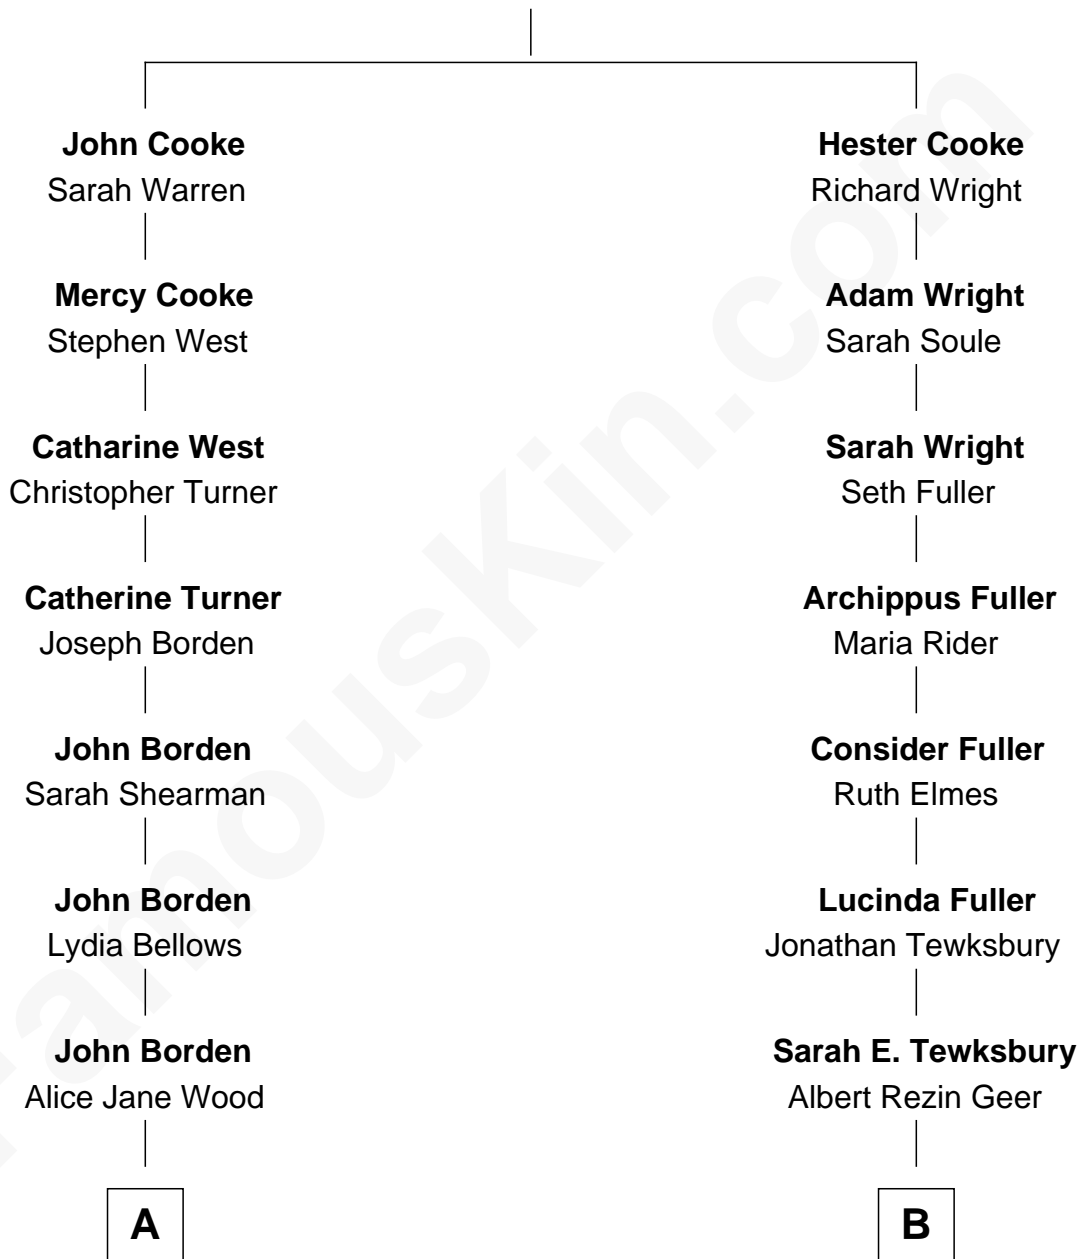 John Cooke
Sarah Warren
Mercy Cooke
Stephen West
Catharine West
Christopher Turner
Catherine Turner
Joseph Borden
John Borden
Sarah Shearman
John Borden
Lydia Bellows
John Borden
Alice Jane Wood
A
Hester Cooke
Richard Wright
Adam Wright
Sarah Soule
Sarah Wright
Seth Fuller
Archippus Fuller
Maria Rider
Consider Fuller
Ruth Elmes
Lucinda Fuller
Jonathan Tewksbury
Sarah E. Tewksbury
Albert Rezin Geer
B
FamousKin.com